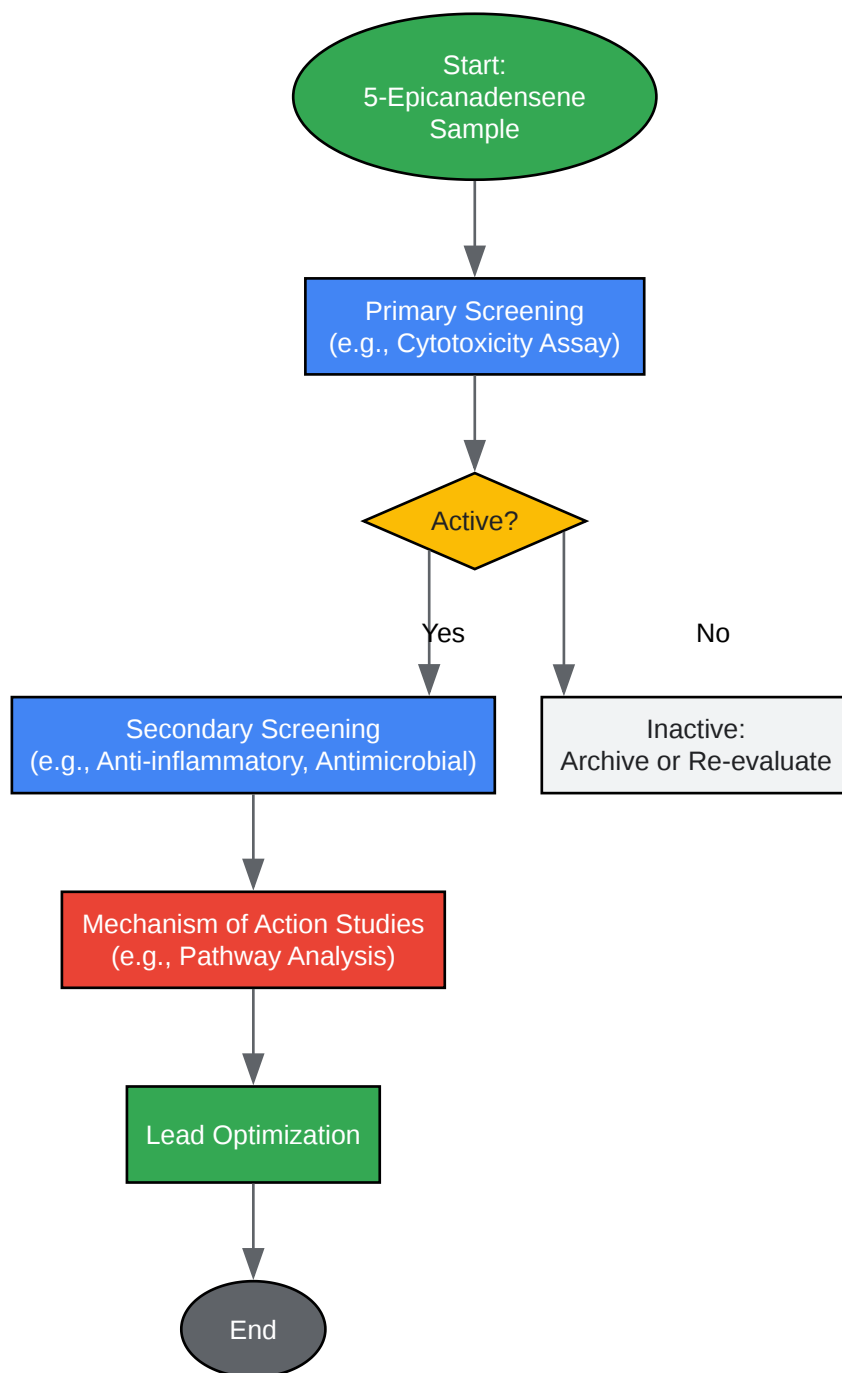 Start:
5-Epicanadensene
Sample
Primary Screening
(e.g., Cytotoxicity Assay)
Active?
Yes
No
Secondary Screening
(e.g., Anti-inflammatory, Antimicrobial)
Inactive:
Archive or Re-evaluate
Mechanism of Action Studies
(e.g., Pathway Analysis)
Lead Optimization
End